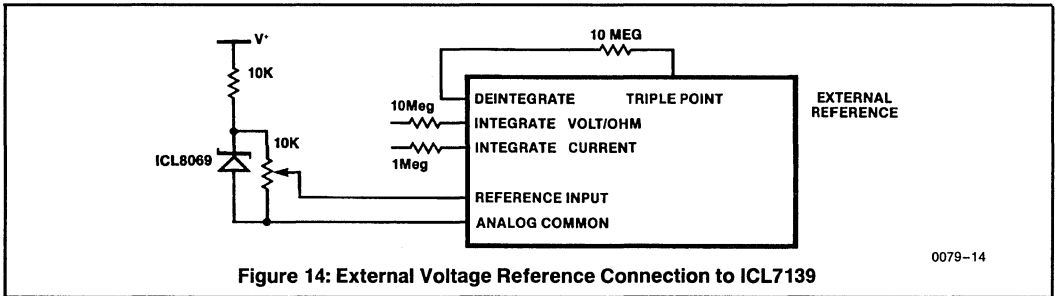 V+
10 MEG
10K
10Meg
DEINTEGRATE TRIPLE POINT
EXTERNAL
REFERENCE
INTEGRATE VOLT/OHM
10K
ICL8069
INTEGRATE CURRENT
1Meg
REFERENCE INPUT
ANALOG COMMON
0079-14
Figure 14: External Voltage Reference Connection to ICL7139